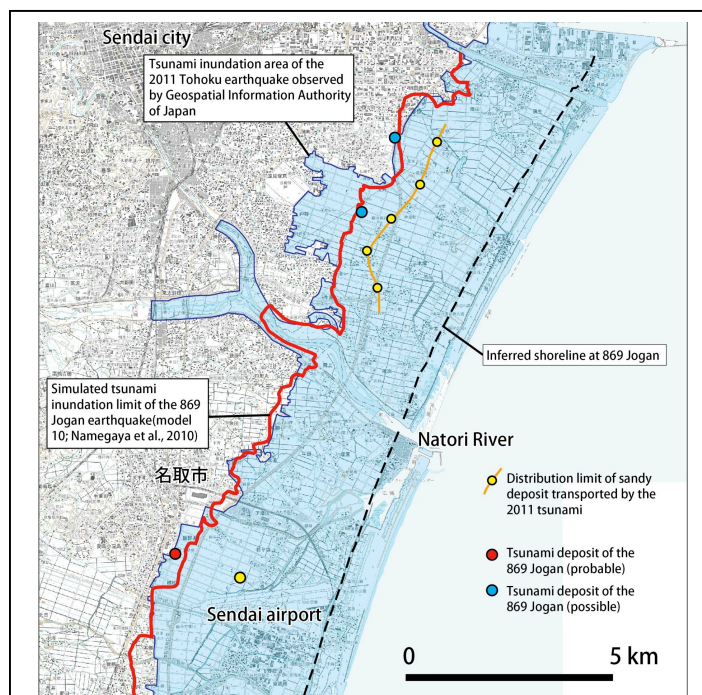 Sendai city
Tsunami inundation area of the
2011 Tohoku earthquake observed
by Geospatial Information Authority
of Japan
Inferred shoreline at 869 Jogan
Simulated tsunami
inundation limit of the 869
Jogan earthquake(model
10; Namegaya et al., 2010)
Natori River
名取市
Distribution limit of sandy
deposit transported by the
2011 tsunami
Tsunami deposit of the
869 Jogan (probable)
Tsunami deposit of the
869 Jogan (possible)
Sendai airport
0 5 km